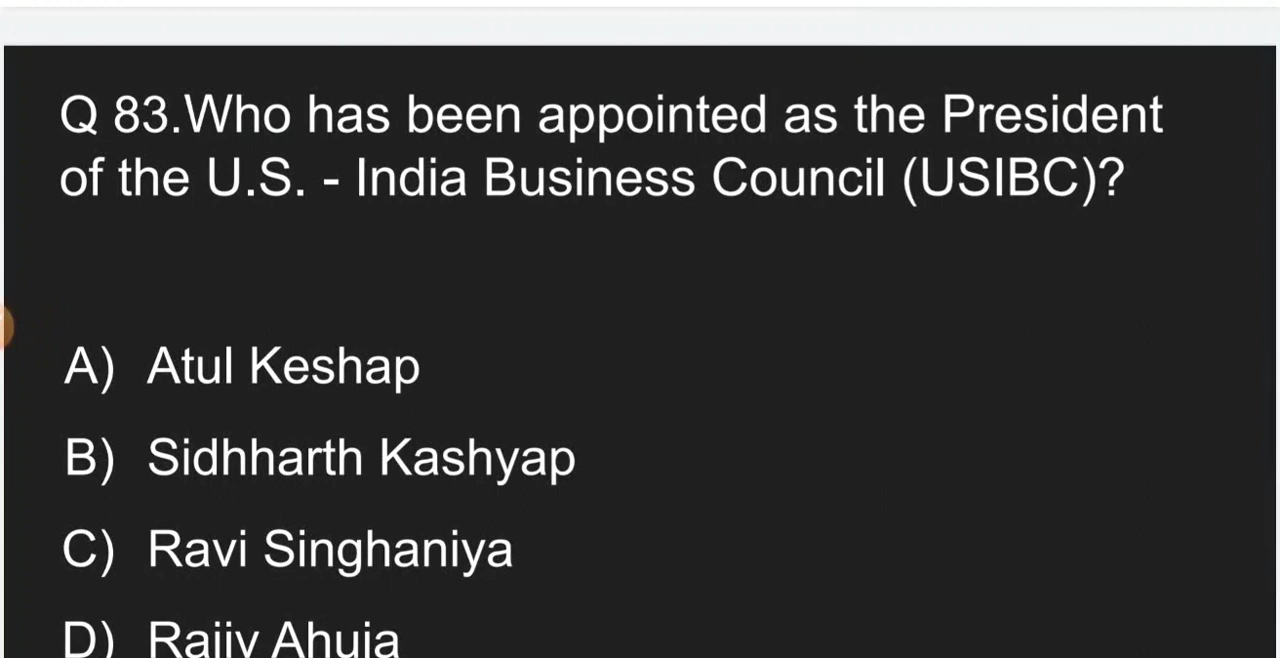 Q 83.Who has been appointed as the President
of the U.S. - India Business Council (USIBC)?
A) Atul Keshap
B) Sidhharth Kashyap
C) Ravi Singhaniya
D) Rajiv Ahuja